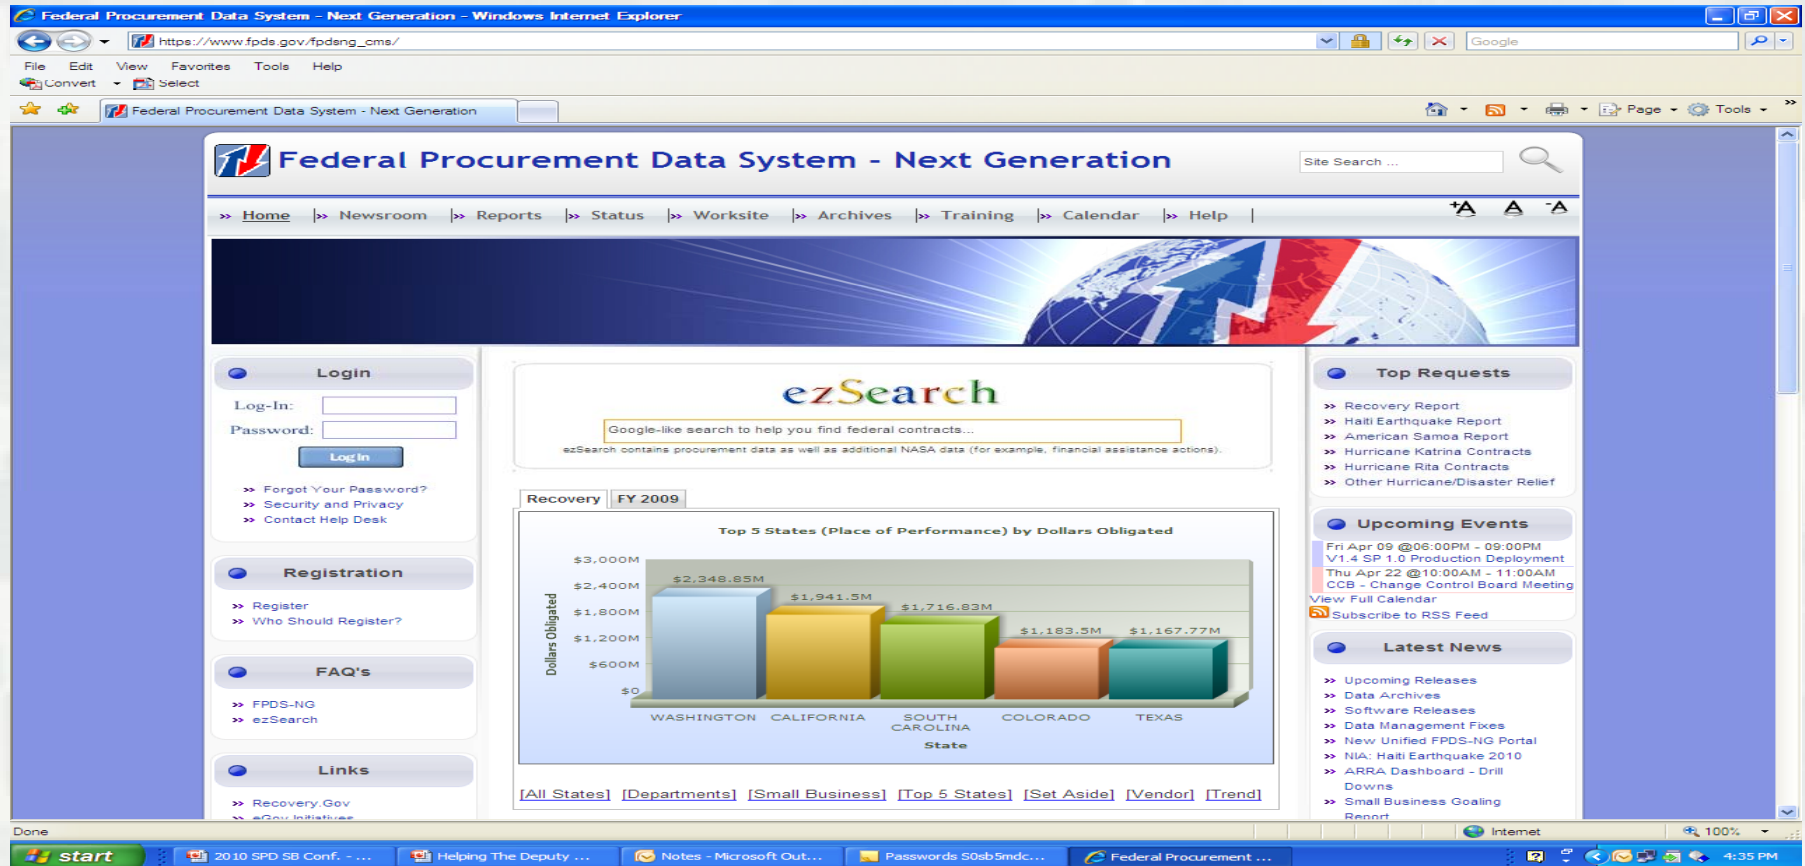 Federal Procurement Data System - Next Generation - Windows Internet Explorer
https://www.fpds.gov/fpdsng_cms/
Google
File Edit View Favorites Tools Help
Convert Select
Federal Procurement Data System - Next Generation
Page Tools
Federal Procurement Data System - Next Generation
Site Search ...
Home Newsroom Reports Status Worksite Archives Training Calendar Help
+A A -A
Login
Log-In:
Password:
Log In
Forgot Your Password?
Security and Privacy
Contact Help Desk
Registration
Register
Who Should Register?
FAQ's
FPDS-NG
ezSearch
Links
Recovery.Gov
eGov Initiatives
ezSearch
Google-like search to help you find federal contracts...
ezSearch contains procurement data as well as additional NASA data (for example, financial assistance actions).
Recovery FY 2009
Top 5 States (Place of Performance) by Dollars Obligated
Dollars Obligated
$3,000M
$2,400M
$1,800M
$1,200M
$600M
$0
$2,348.85M
$1,941.5M
$1,716.83M
$1,183.5M
$1,167.77M
WASHINGTON CALIFORNIA SOUTH CAROLINA COLORADO TEXAS
State
[All States] [Departments] [Small Business] [Top 5 States] [Set Aside] [Vendor] [Trend]
Top Requests
Recovery Report
Haiti Earthquake Report
American Samoa Report
Hurricane Katrina Contracts
Hurricane Rita Contracts
Other Hurricane/Disaster Relief
Upcoming Events
Fri Apr 09 @06:00PM - 09:00PM
V1.4 SP 1.0 Production Deployment
Thu Apr 22 @10:00AM - 11:00AM
CCB - Change Control Board Meeting
View Full Calendar
Subscribe to RSS Feed
Latest News
Upcoming Releases
Data Archives
Software Releases
Data Management Fixes
New Unified FPDS-NG Portal
NIA: Haiti Earthquake 2010
ARRA Dashboard - Drill
Downs
Small Business Goaling
Report
Done
Internet
100%
start
2010 SPD SB Conf. - ...
Helping The Deputy ...
Notes - Microsoft Out...
Passwords S0sb5mdc...
Federal Procurement ...
4:35 PM